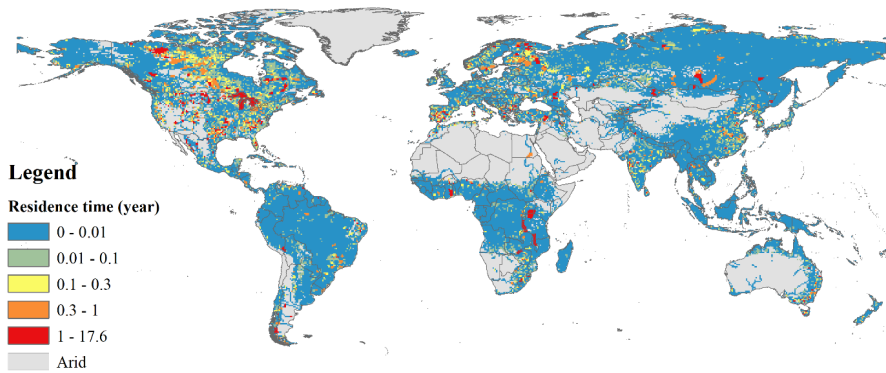 Legend
Residence time (year)
0 - 0.01
0.01 - 0.1
0.1 - 0.3
0.3 - 1
1 - 17.6
Arid